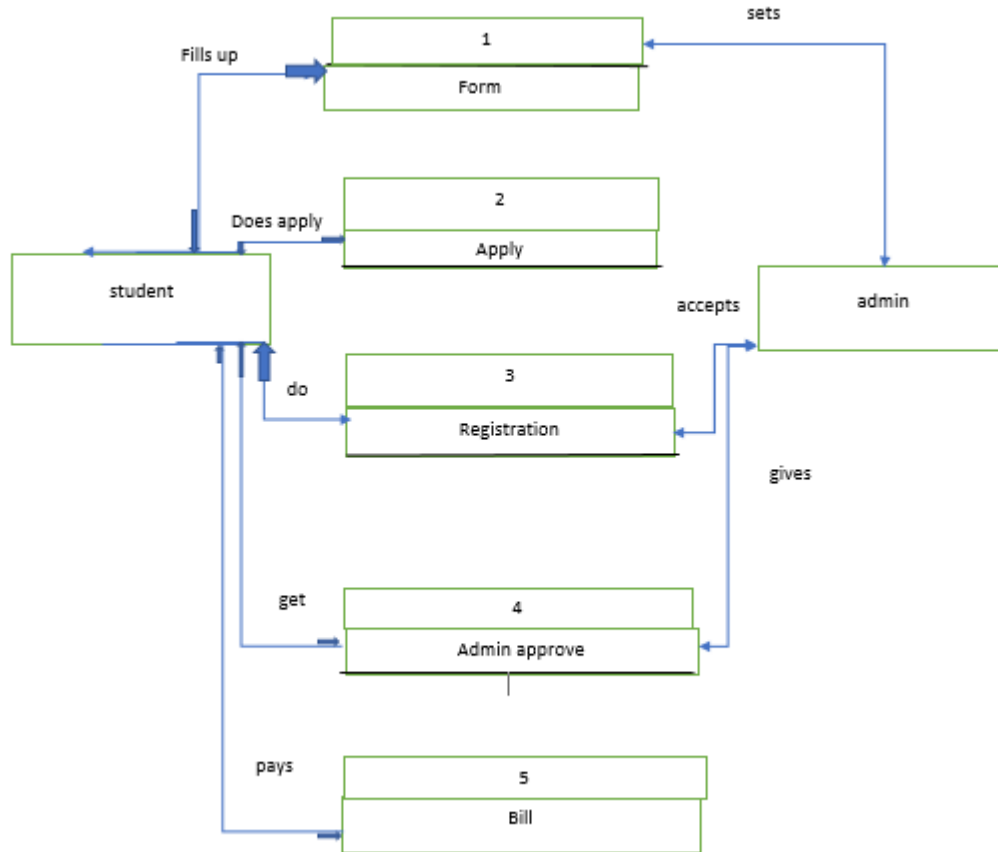 sets
1
Fills up
Form
2
Does apply
Apply
student
admin
accepts
3
do
Registration
gives
get
4
Admin approve
pays
5
Bill